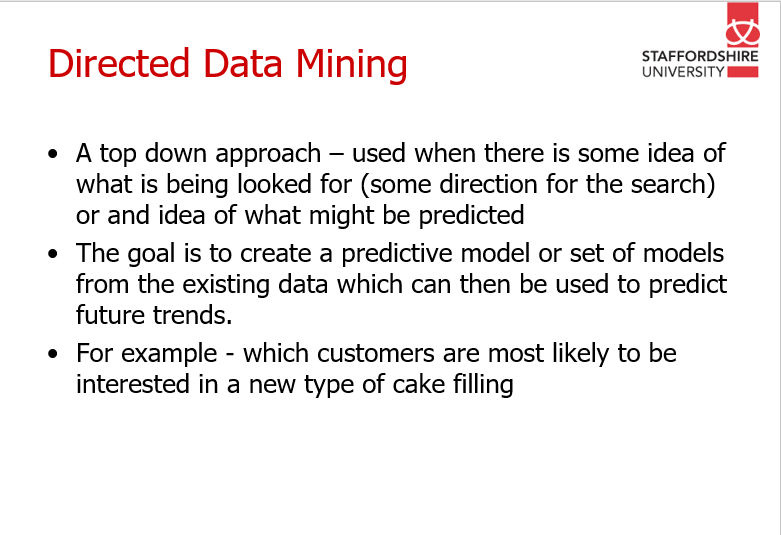 Directed Data Mining
STAFFORDSHIRE
UNIVERSITY
• A top down approach – used when there is some idea of
what is being looked for (some direction for the search)
or and idea of what might be predicted
• The goal is to create a predictive model or set of models
from the existing data which can then be used to predict
future trends.
• For example - which customers are most likely to be
interested in a new type of cake filling